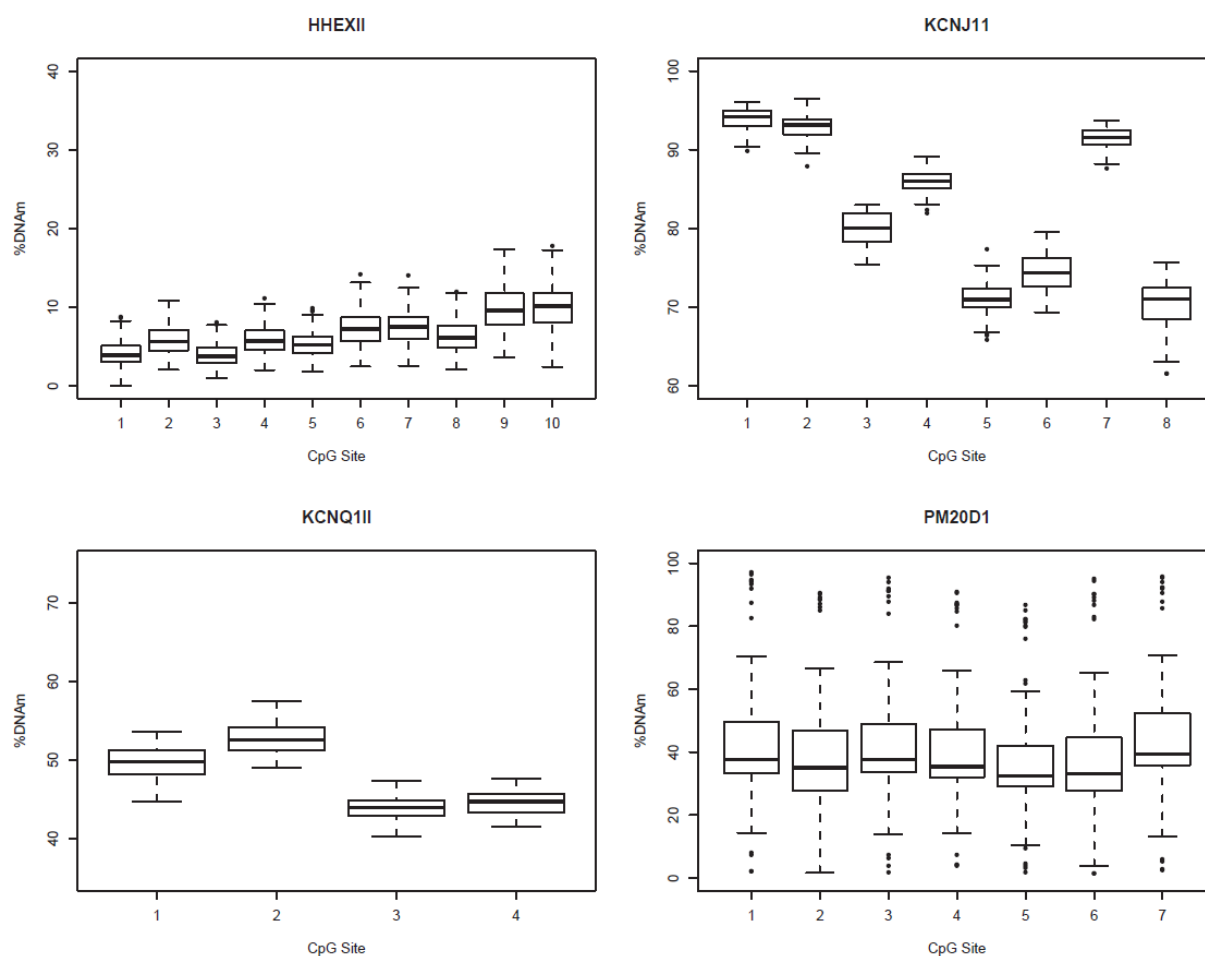 HHEXII
40
30
20
10
0
%DNAm
1 2 3 4 5 6 7 8 9 10
CpG Site
KCNJ11
100
90
80
70
60
%DNAm
1 2 3 4 5 6 7 8
CpG Site
KCNQ1II
70
60
50
40
%DNAm
1 2 3 4
CpG Site
PM20D1
100
80
60
40
20
0
%DNAm
1 2 3 4 5 6 7
CpG Site